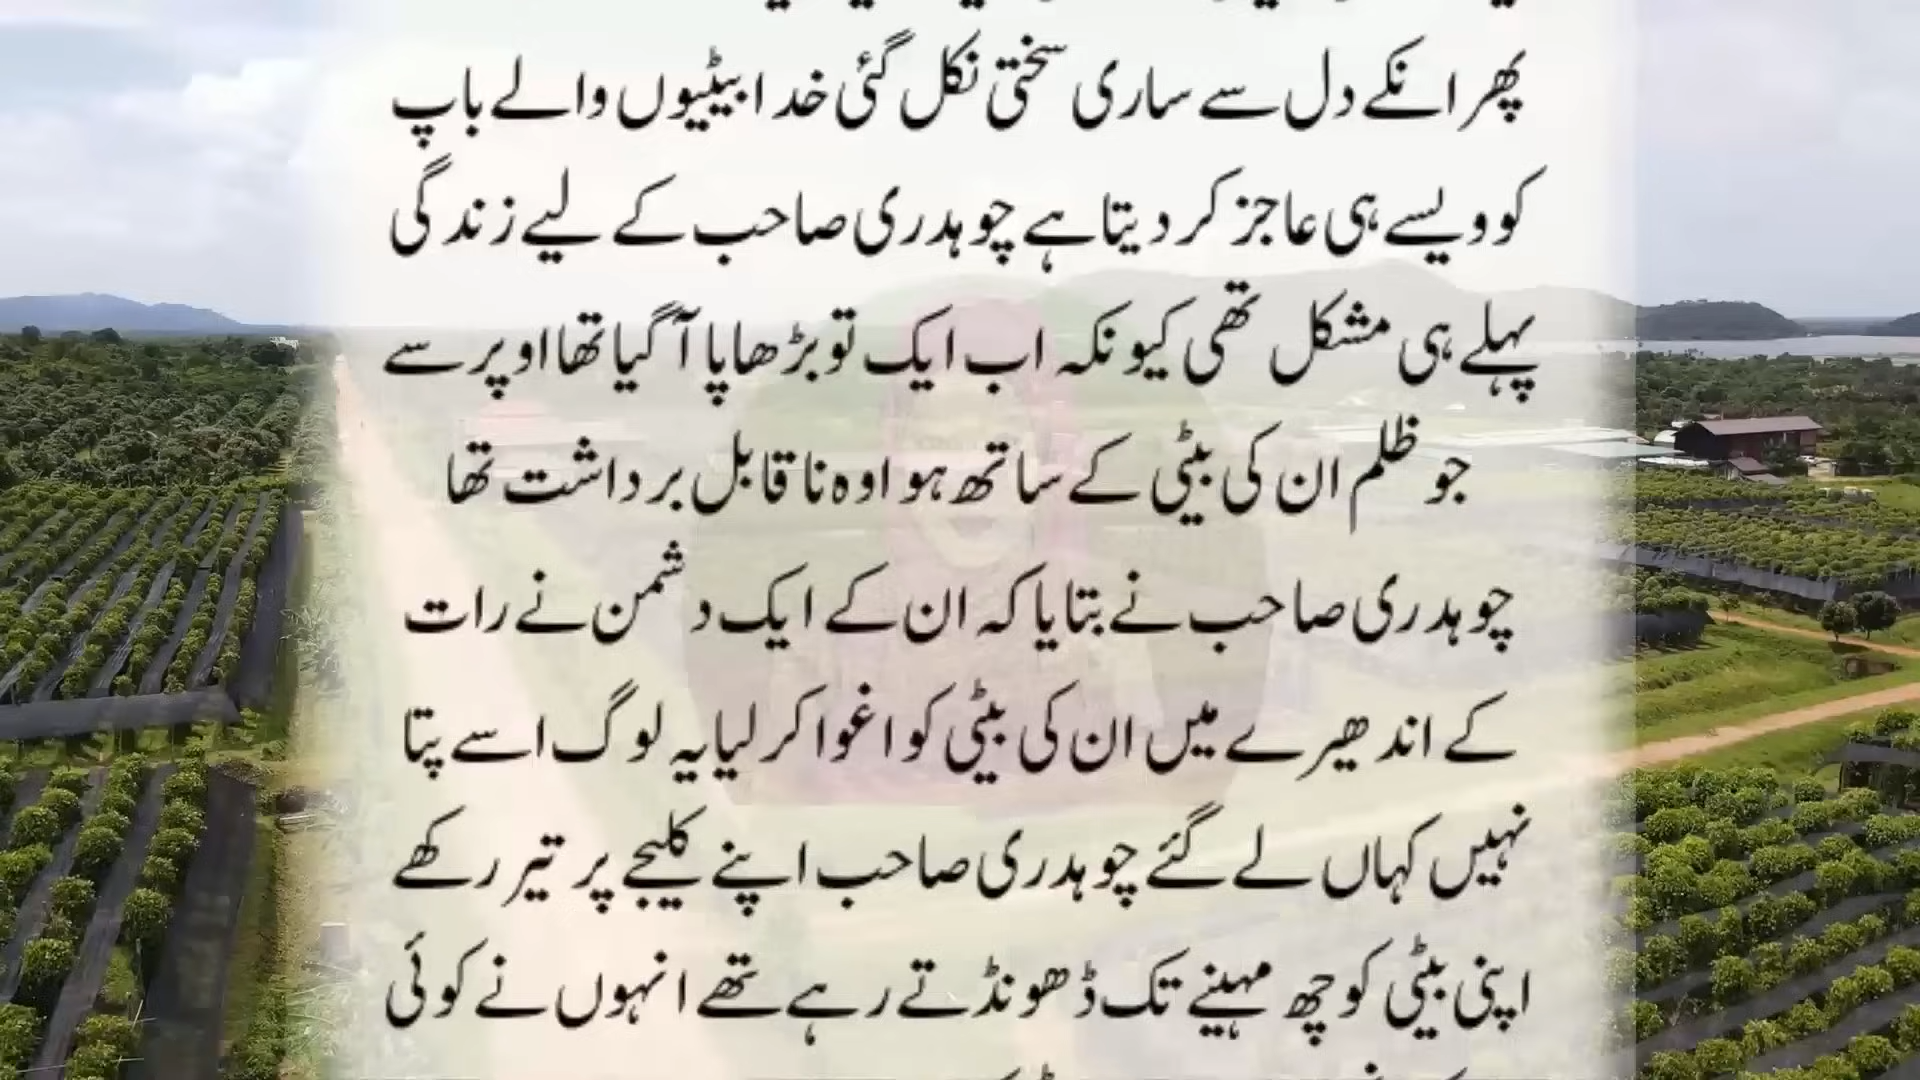 پھر انکے دل سے ساری سختی نکل گئی خدا بیٹیوں والے باپ
کو ویسے ہی عاجز کر دیتا ہے چوہدری صاحب کے لیے زندگی
پہلے ہی مشکل تھی کیونکہ اب ایک تو بڑھاپا آگیا تھا اوپر سے
جو ظلم ان کی بیٹی کے ساتھ ہوا وہ ناقابل برداشت تھا
چوہدری صاحب نے بتایا کہ ان کے ایک دشمن نے رات
کے اندھیرے میں ان کی بیٹی کو اغوا کر لیا یہ لوگ اسے پتا
نہیں کہاں لے گئے چوہدری صاحب اپنے کلیجے پر تیر رکھے
اپنی بیٹی کو چھ مہینے تک ڈھونڈتے رہے تھے انہوں نے کوئی